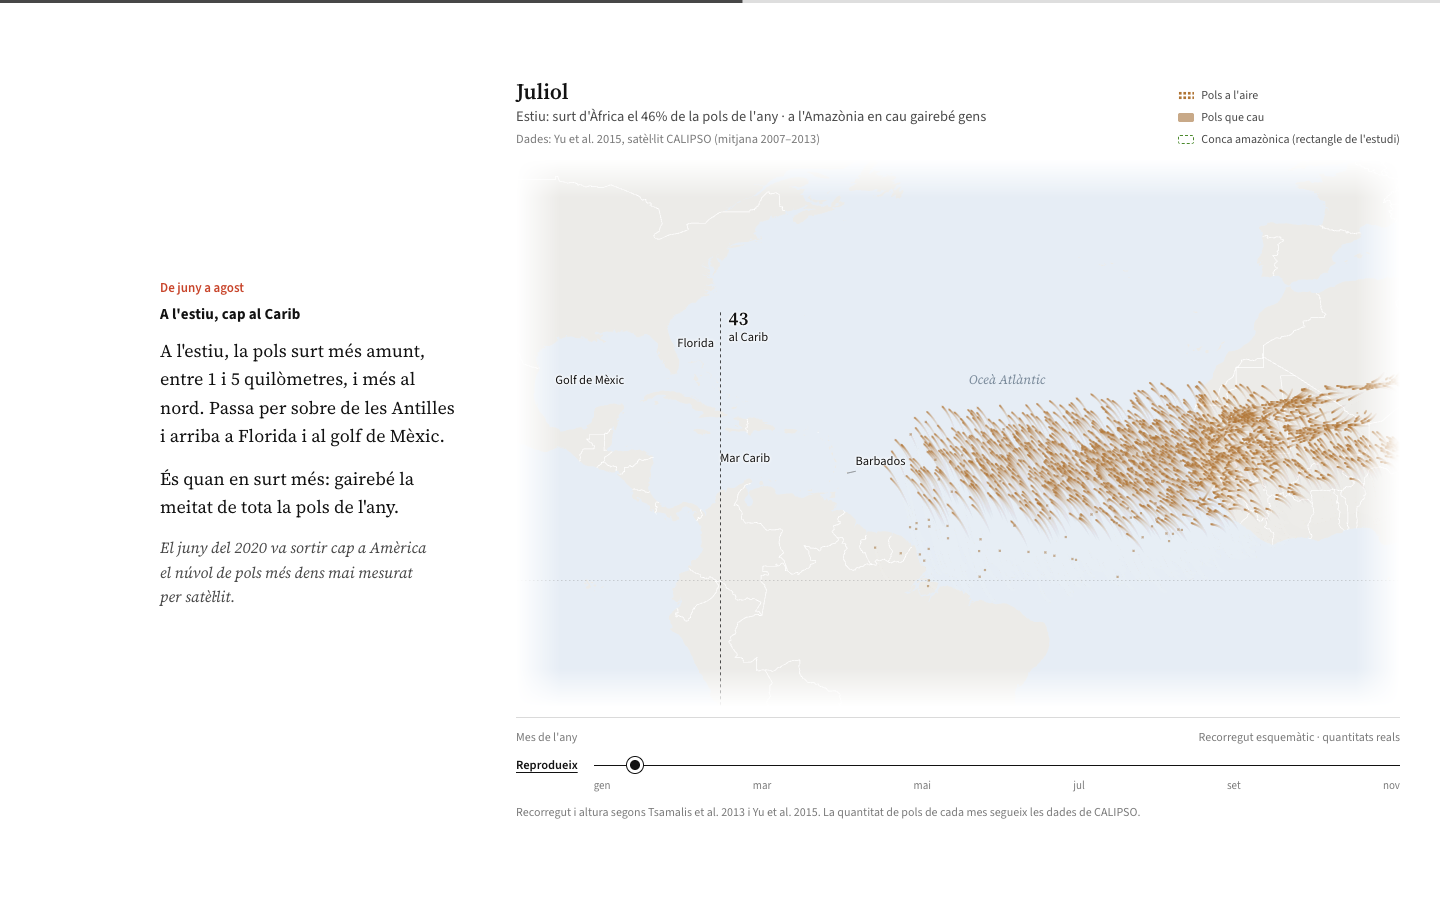 Juliol
Estiu: surt d'Àfrica el 46% de la pols de l'any · a l'Amazònia en cau gairebé gens
Dades: Yu et al. 2015, satèl·lit CALIPSO (mitjana 2007–2013)
Pols a l'aire
Pols que cau
Conca amazònica (rectangle de l'estudi)
De juny a agost
A l'estiu, cap al Carib
A l'estiu, la pols surt més amunt,
entre 1 i 5 quilòmetres, i més al
nord. Passa per sobre de les Antilles
i arriba a Florida i al golf de Mèxic.
És quan en surt més: gairebé la
meitat de tota la pols de l'any.
El juny del 2020 va sortir cap a Amèrica
el núvol de pols més dens mai mesurat
per satèl·lit.
43
al Carib
Florida
Golf de Mèxic
Oceà Atlàntic
Mar Carib
Barbados
Mes de l'any
Recorregut esquemàtic · quantitats reals
Reprodueix
gen mar mai jul set nov
Recorregut i altura segons Tsamalis et al. 2013 i Yu et al. 2015. La quantitat de pols de cada mes segueix les dades de CALIPSO.